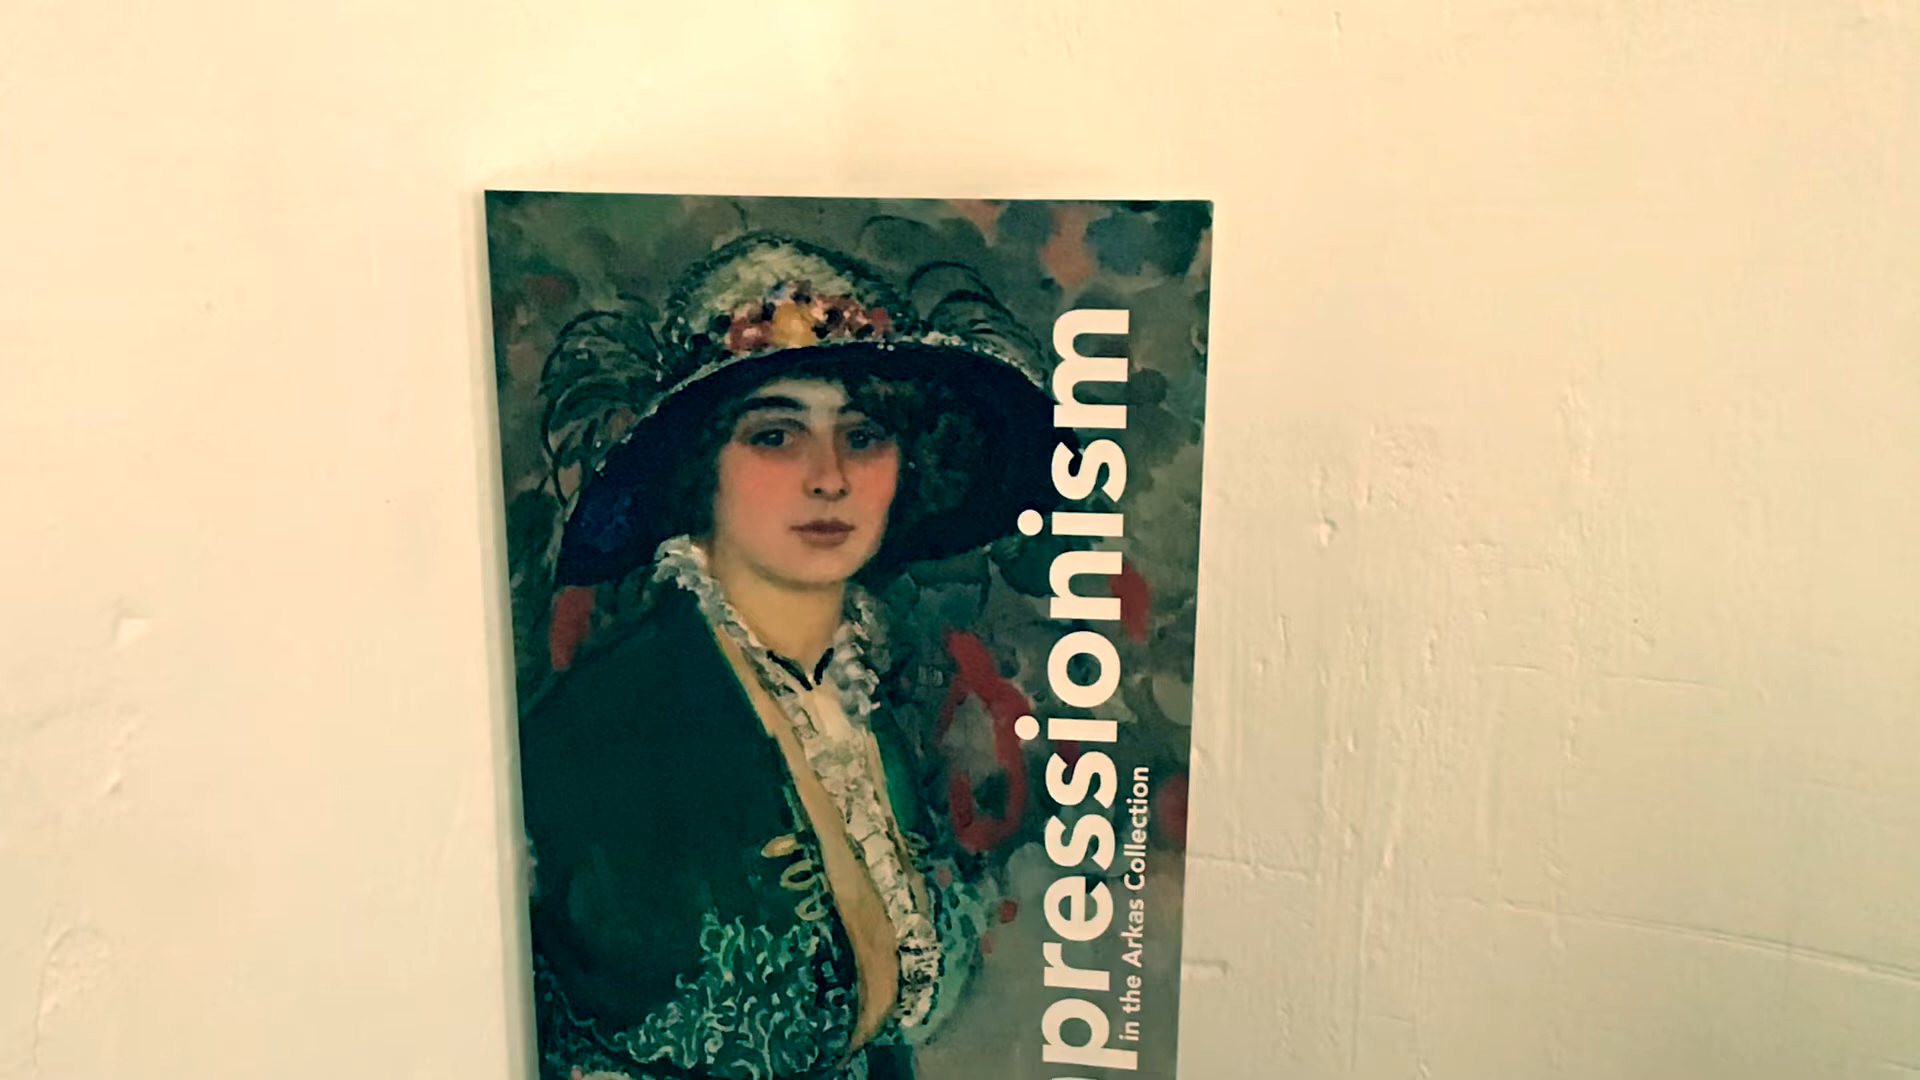 pressionism
in the Arkas Collection